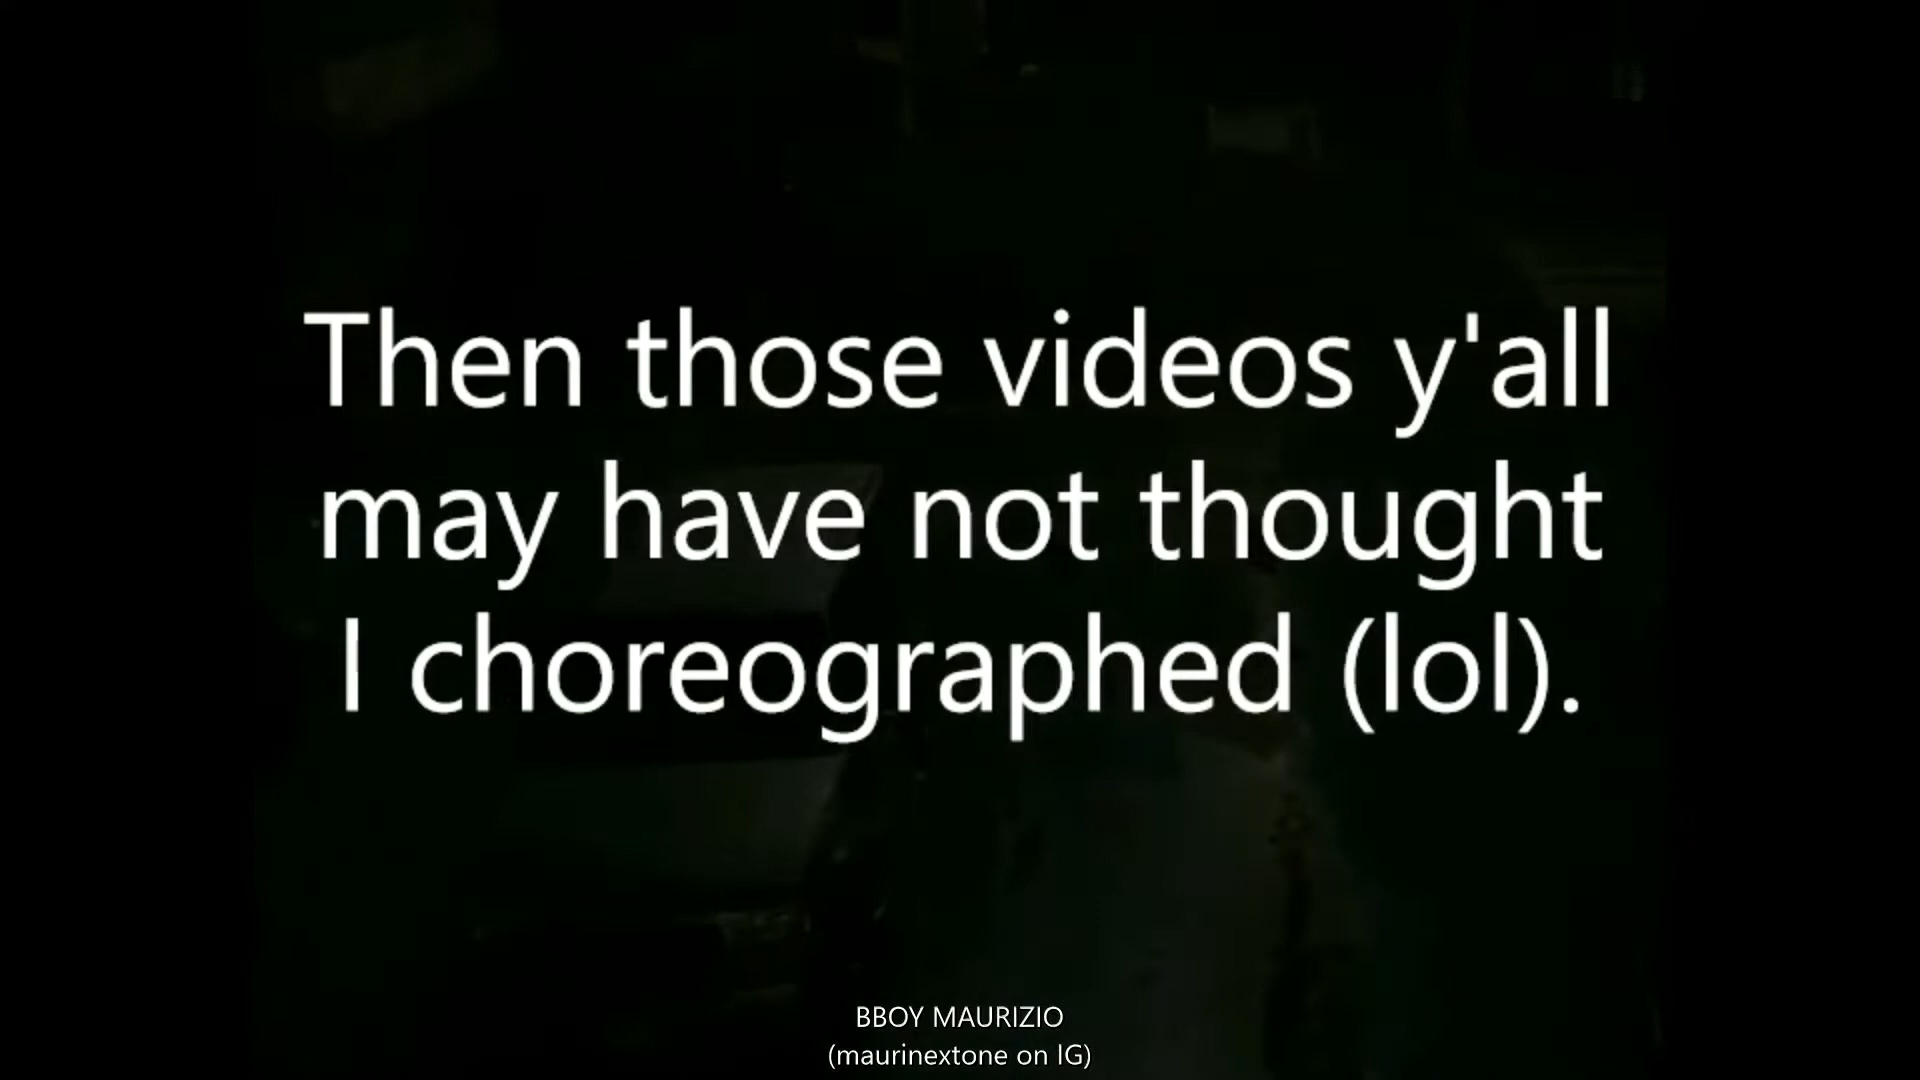 Then those videos y'all
may have not thought
I choreographed (lol).
BBOY MAURIZIO
(maurinextone on IG)